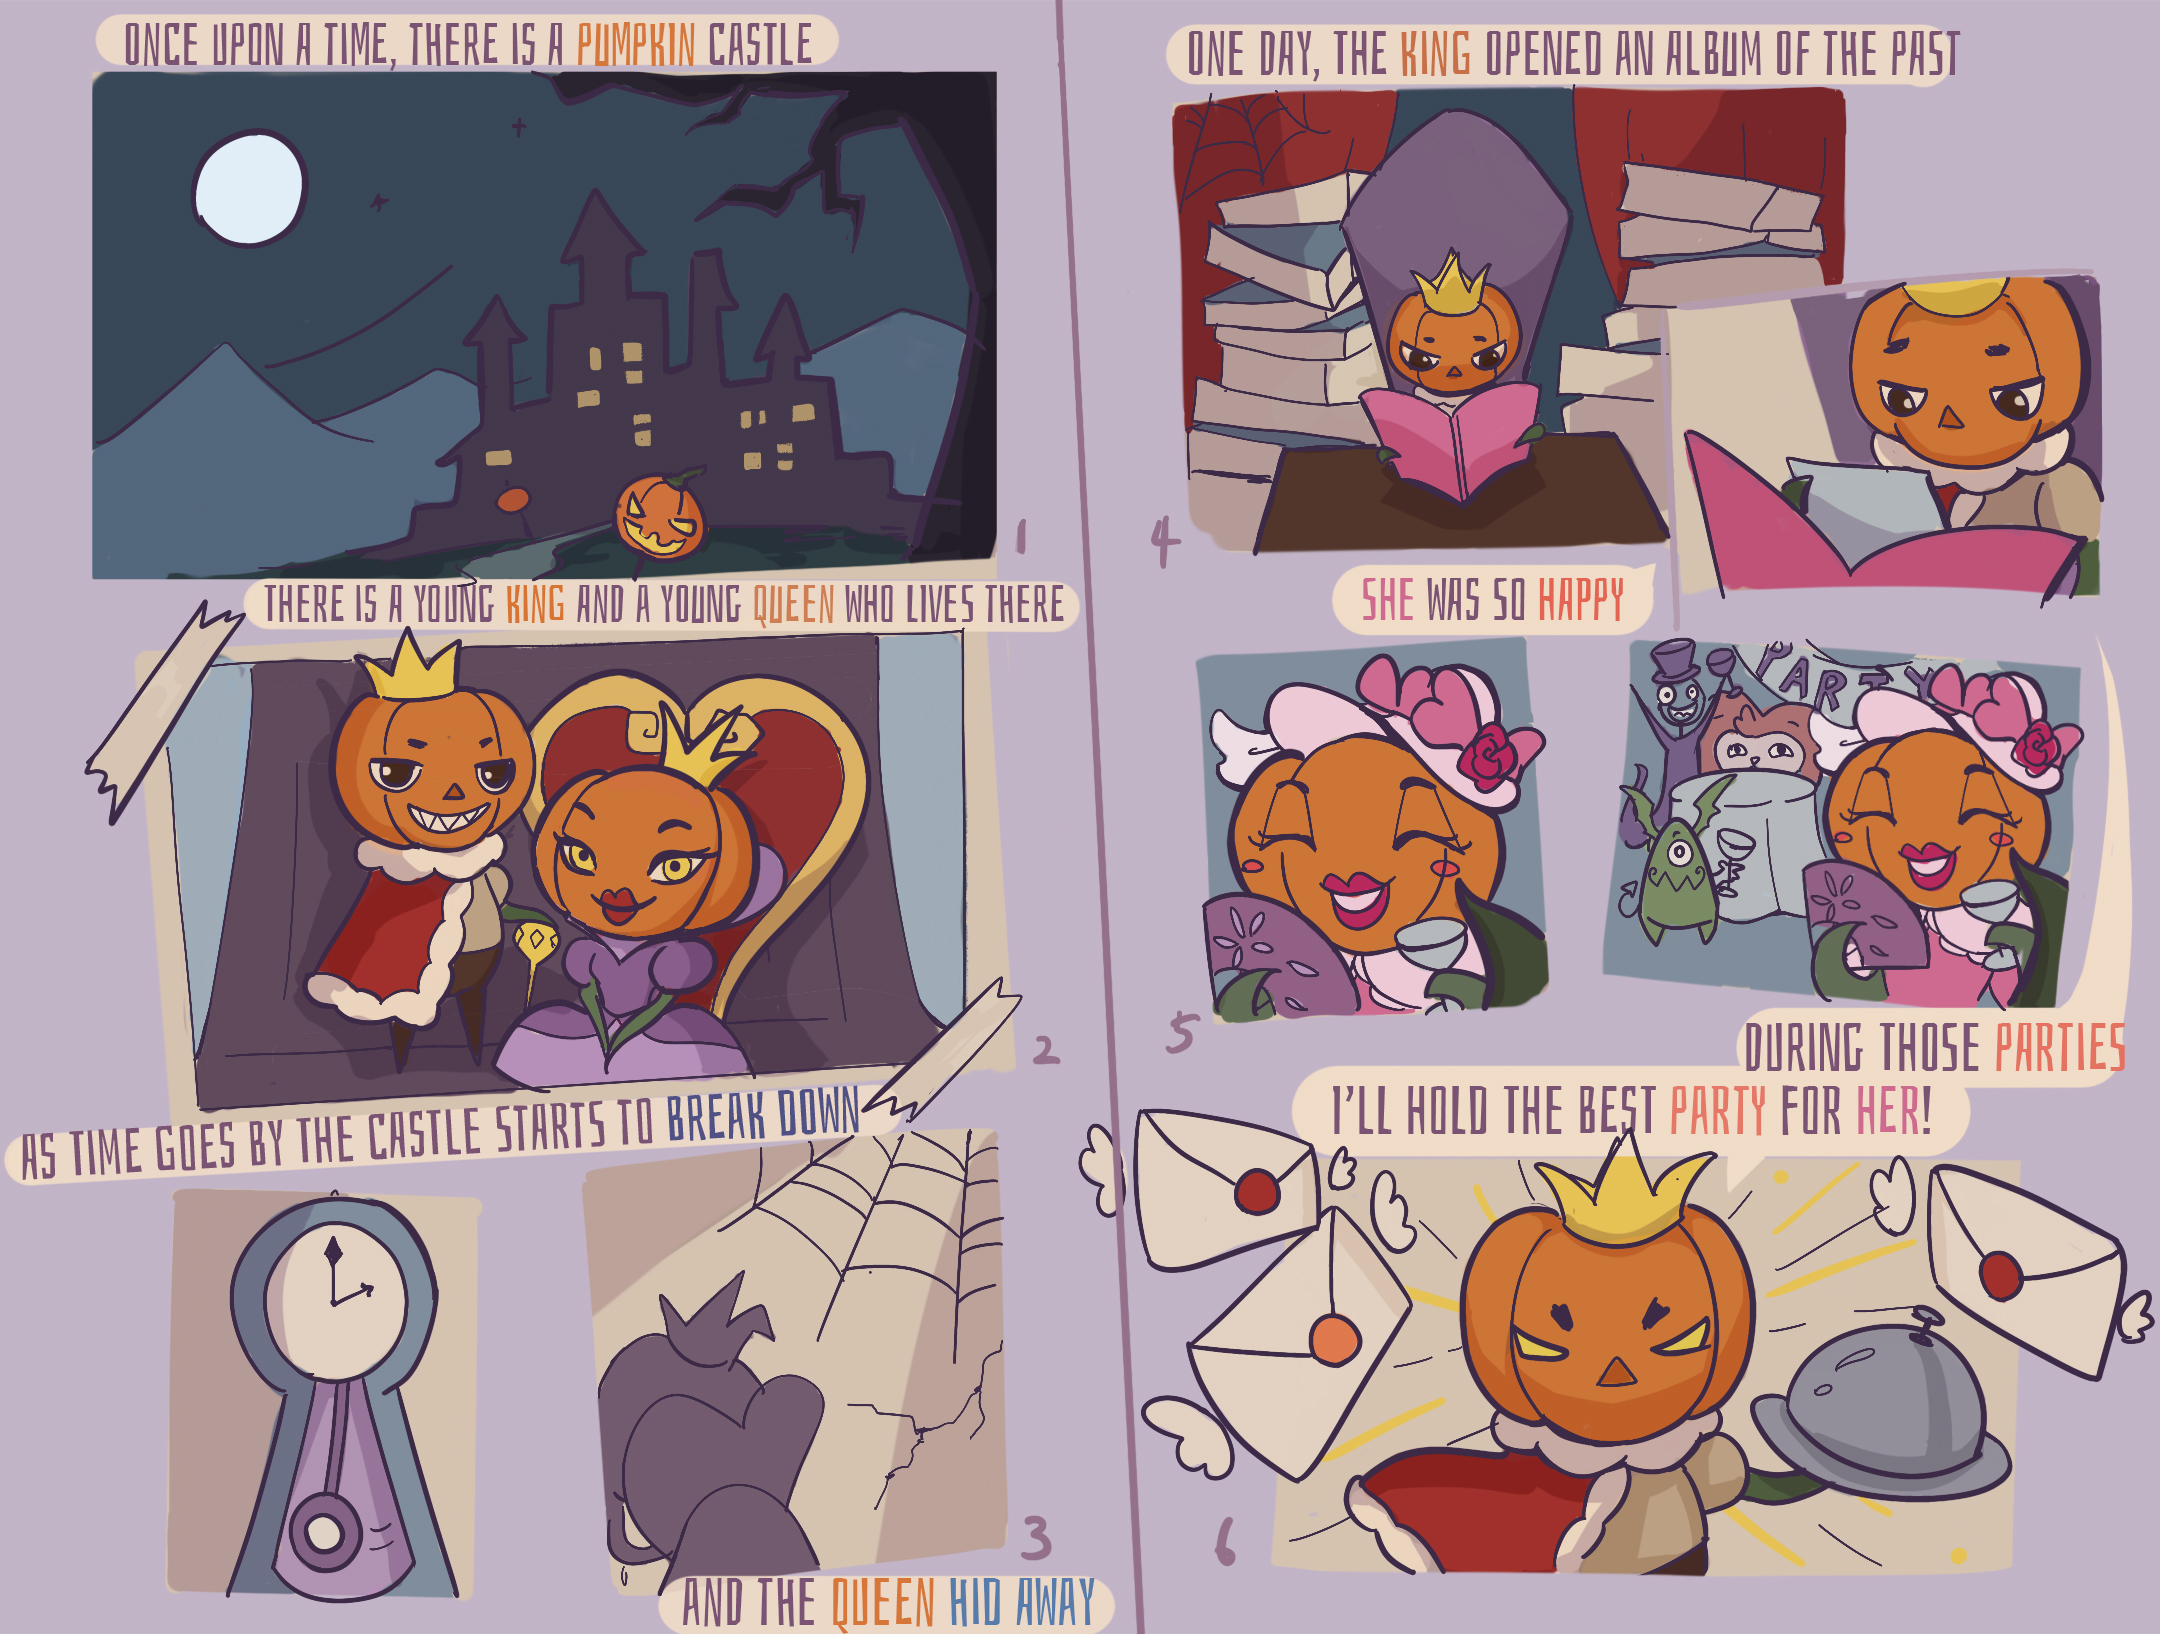 ONCE UPON A TIME, THERE IS A PUMPKIN CASTLE
1
THERE IS A YOUNG KING AND A YOUNG QUEEN WHO LIVES THERE
2
AS TIME GOES BY THE CASTLE STARTS TO BREAK DOWN
3
AND THE QUEEN HID AWAY
ONE DAY, THE KING OPENED AN ALBUM OF THE PAST
4
SHE WAS SO HAPPY
PARTY
5
DURING THOSE PARTIES
I'LL HOLD THE BEST PARTY FOR HER!
6